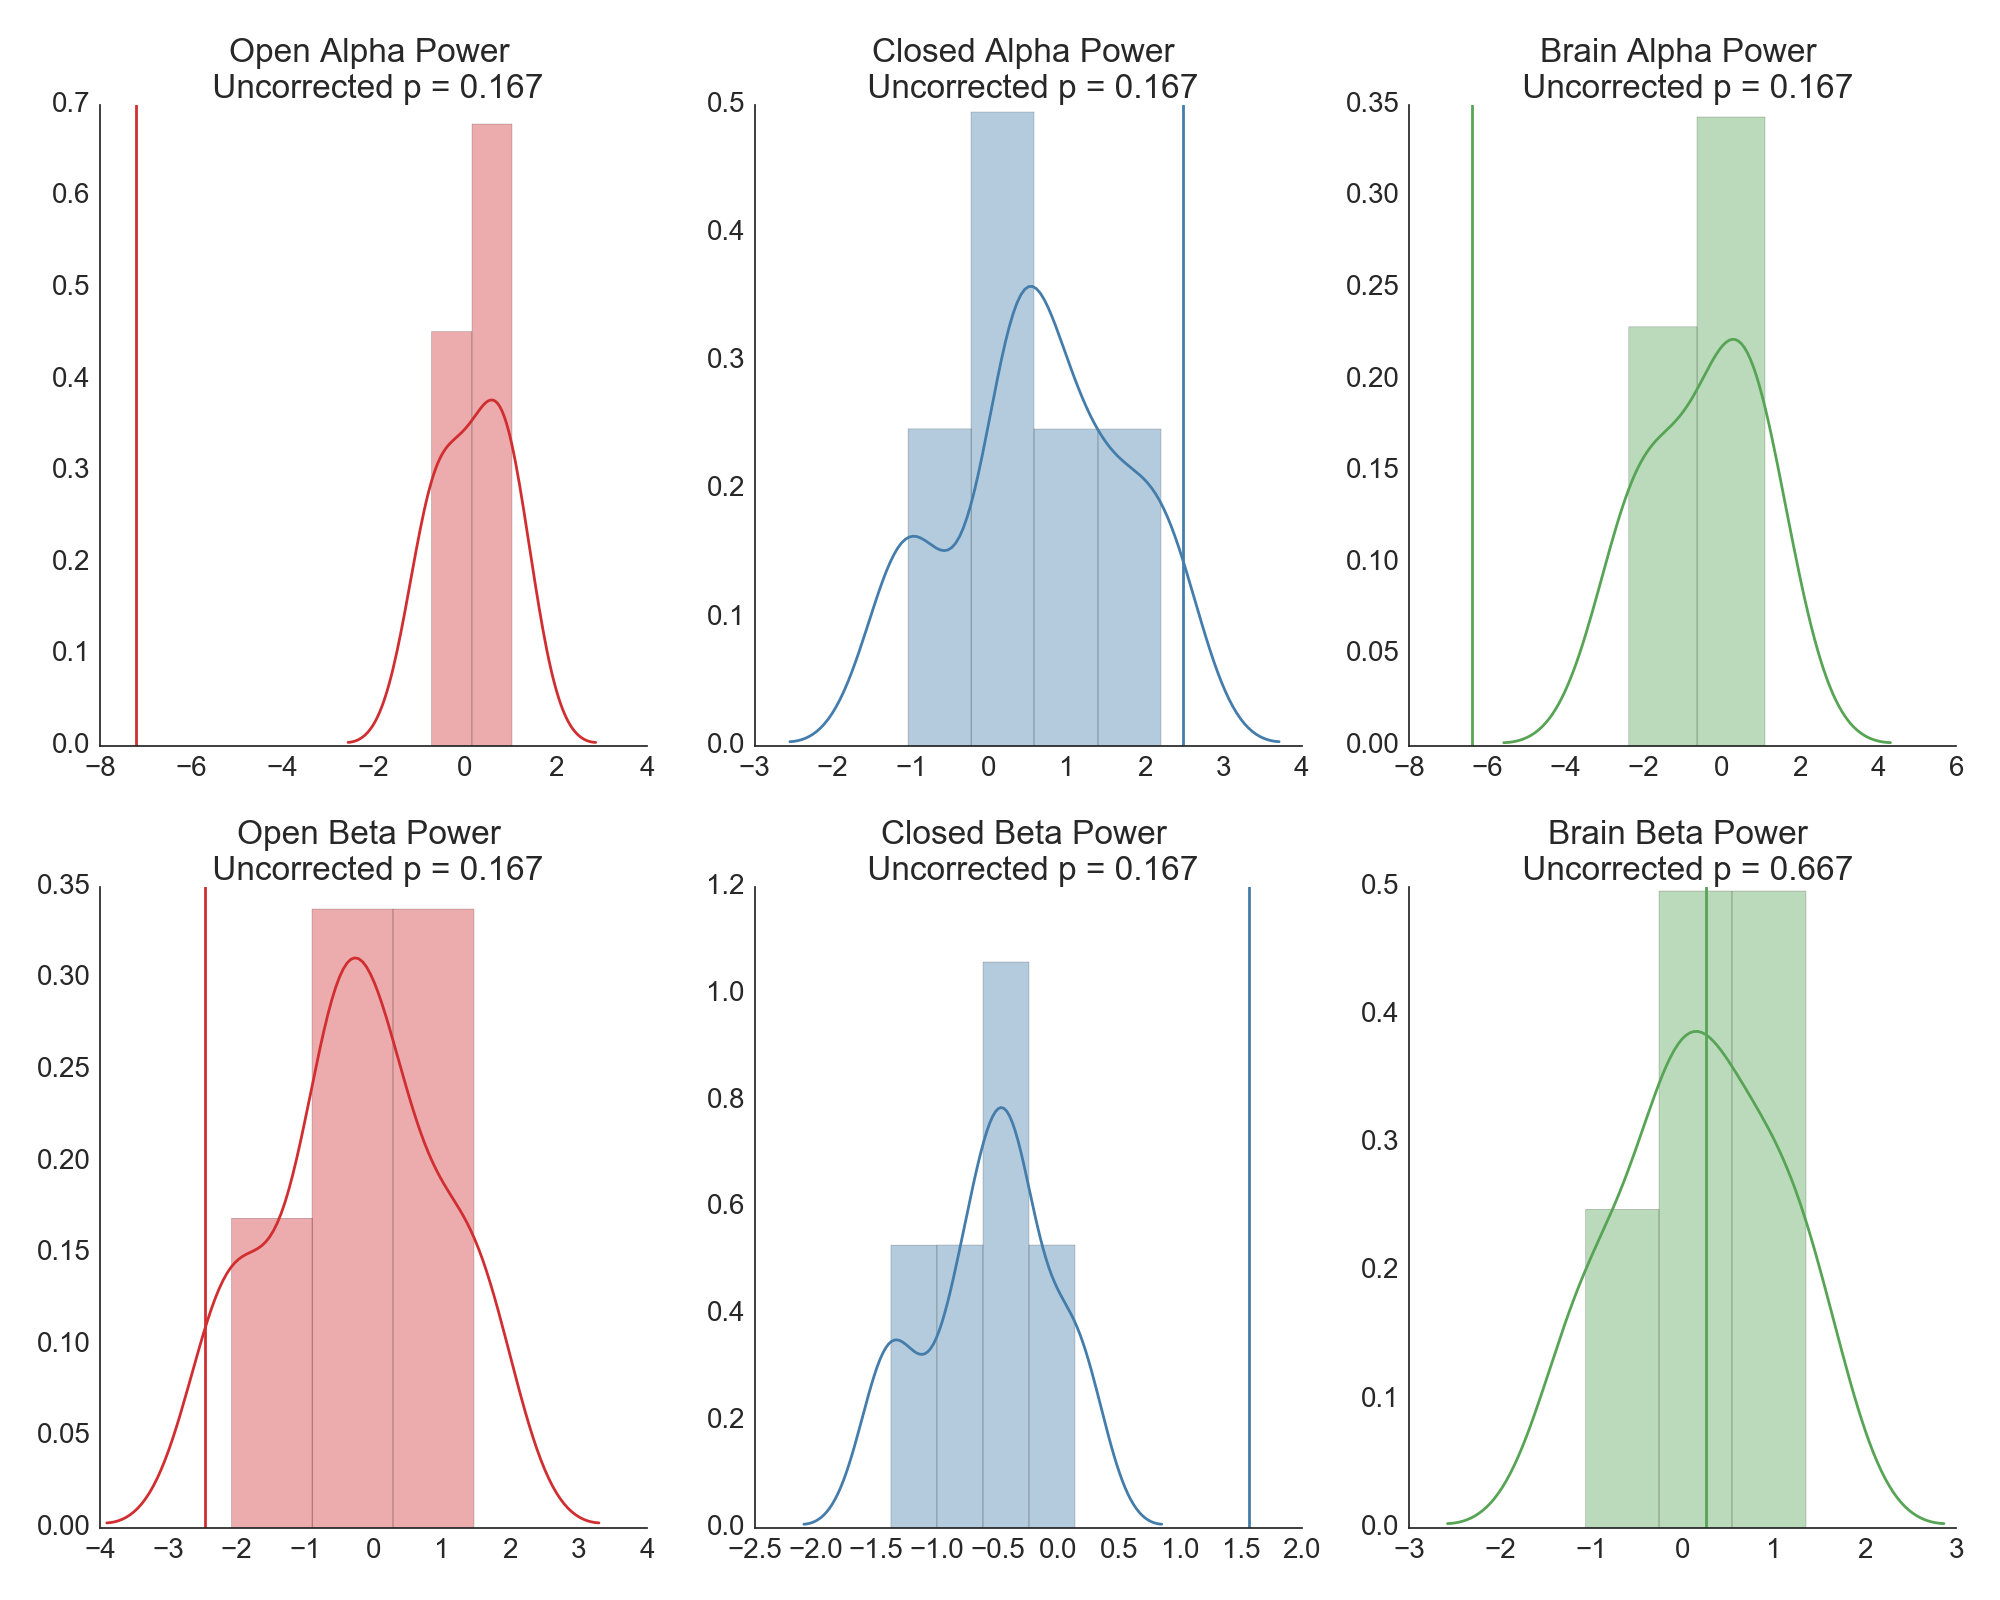 Open Alpha Power
Uncorrected p = 0.167
0.7
0.6
0.5
0.4
0.3
0.2
0.1
0.0
−8 −6 −4 −2 0 2 4
Closed Alpha Power
Uncorrected p = 0.167
0.5
0.4
0.3
0.2
0.1
0.0
−3 −2 −1 0 1 2 3 4
Brain Alpha Power
Uncorrected p = 0.167
0.35
0.30
0.25
0.20
0.15
0.10
0.05
0.00
−8 −6 −4 −2 0 2 4 6
Open Beta Power
Uncorrected p = 0.167
0.35
0.30
0.25
0.20
0.15
0.10
0.05
0.00
−4 −3 −2 −1 0 1 2 3 4
Closed Beta Power
Uncorrected p = 0.167
1.2
1.0
0.8
0.6
0.4
0.2
0.0
−2.5 −2.0 −1.5 −1.0 −0.5 0.0 0.5 1.0 1.5 2.0
Brain Beta Power
Uncorrected p = 0.667
0.5
0.4
0.3
0.2
0.1
0.0
−3 −2 −1 0 1 2 3